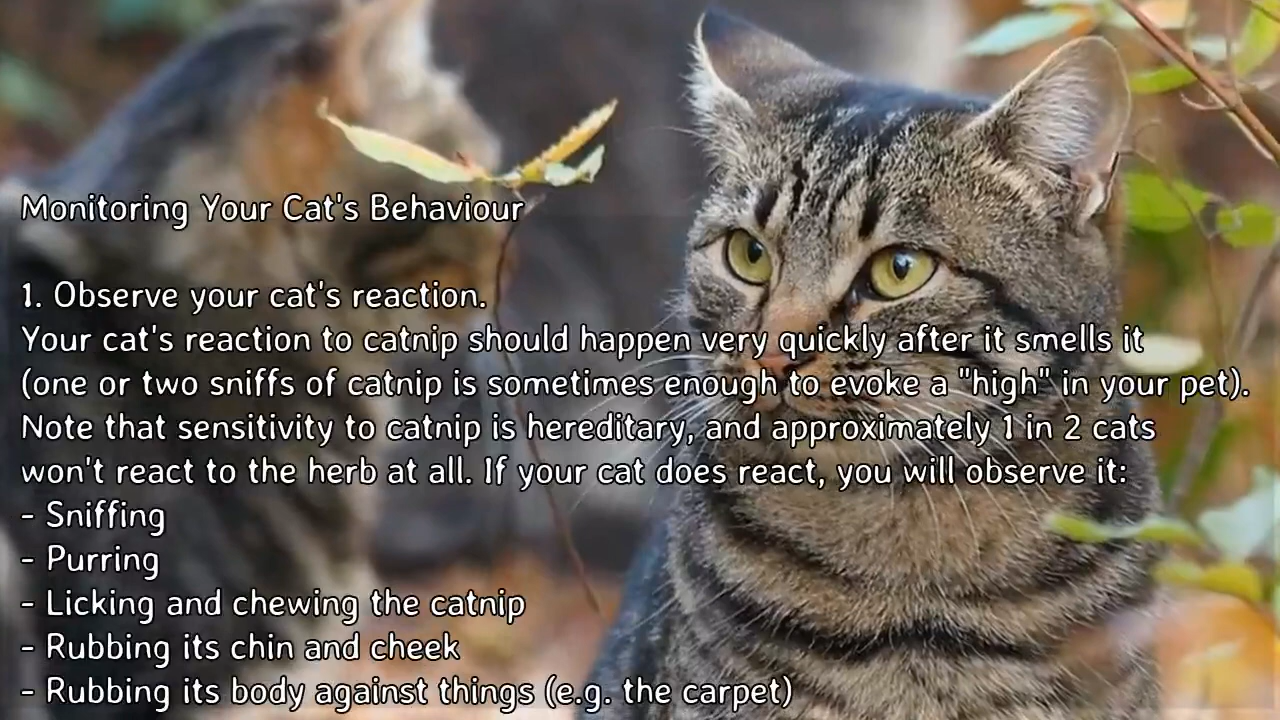 Monitoring Your Cat's Behaviour
1. Observe your cat's reaction.
Your cat's reaction to catnip should happen very quickly after it smells it
(one or two sniffs of catnip is sometimes enough to evoke a "high" in your pet).
Note that sensitivity to catnip is hereditary, and approximately 1 in 2 cats
won't react to the herb at all. If your cat does react, you will observe it:
- Sniffing
- Purring
- Licking and chewing the catnip
- Rubbing its chin and cheek
- Rubbing its body against things (e.g. the carpet)